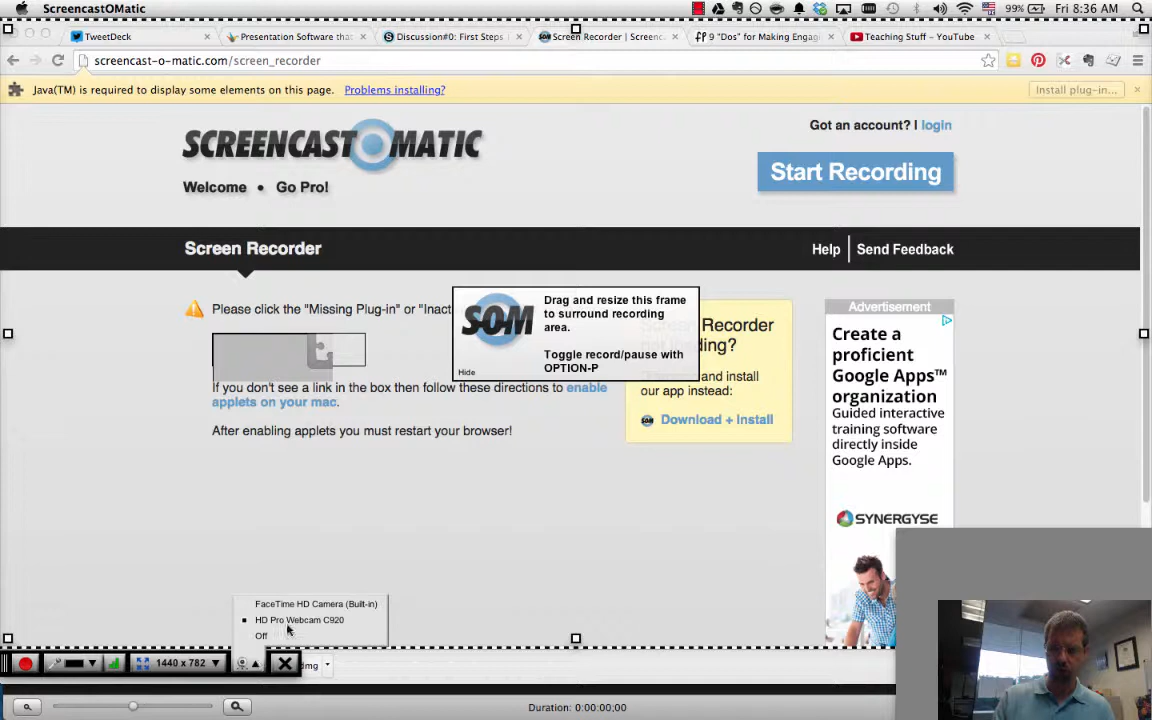 ScreencastOMatic
99%
Fri 8:36 AM
TweetDeck
Presentation Software that
Discussion#0: First Steps
Screen Recorder | Screenc
9 "Dos" for Making Engag
Teaching Stuff – YouTube
screencast-o-matic.com/screen_recorder
Java(TM) is required to display some elements on this page. Problems installing?
Install plug-in...
SCREENCAST MATIC
Got an account? | login
Start Recording
Welcome • Go Pro!
Screen Recorder
Help
Send Feedback
Please click the "Missing Plug-in" or "Inact
If you don't see a link in the box then follow these directions to enable
applets on your mac.
After enabling applets you must restart your browser!
SOM
Drag and resize this frame
to surround recording
area.
Toggle record/pause with
OPTION-P
Hide
Recorder
ding?
and install
our app instead:
SOM Download + Install
Advertisement
Create a
proficient
Google Apps™
organization
Guided interactive
training software
directly inside
Google Apps.
SYNERGYSE
FaceTime HD Camera (Built-in)
HD Pro Webcam C920
Off
1440 x 782
dmg
Duration: 0:00:00;00